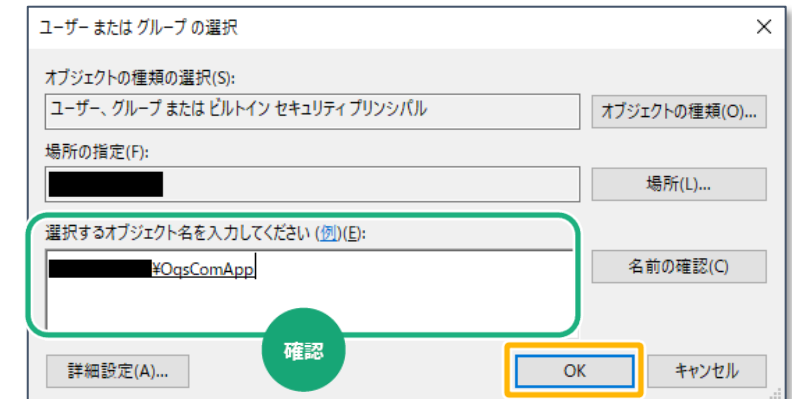 ユーザー または グループ の選択
オブジェクトの種類の選択(S):
ユーザー、グループ または ビルトイン セキュリティ プリンシパル
オブジェクトの種類(O)...
場所の指定(F):
場所(L)...
選択するオブジェクト名を入力してください (例)(E):
¥OqsComApp
名前の確認(C)
確認
詳細設定(A)...
OK
キャンセル